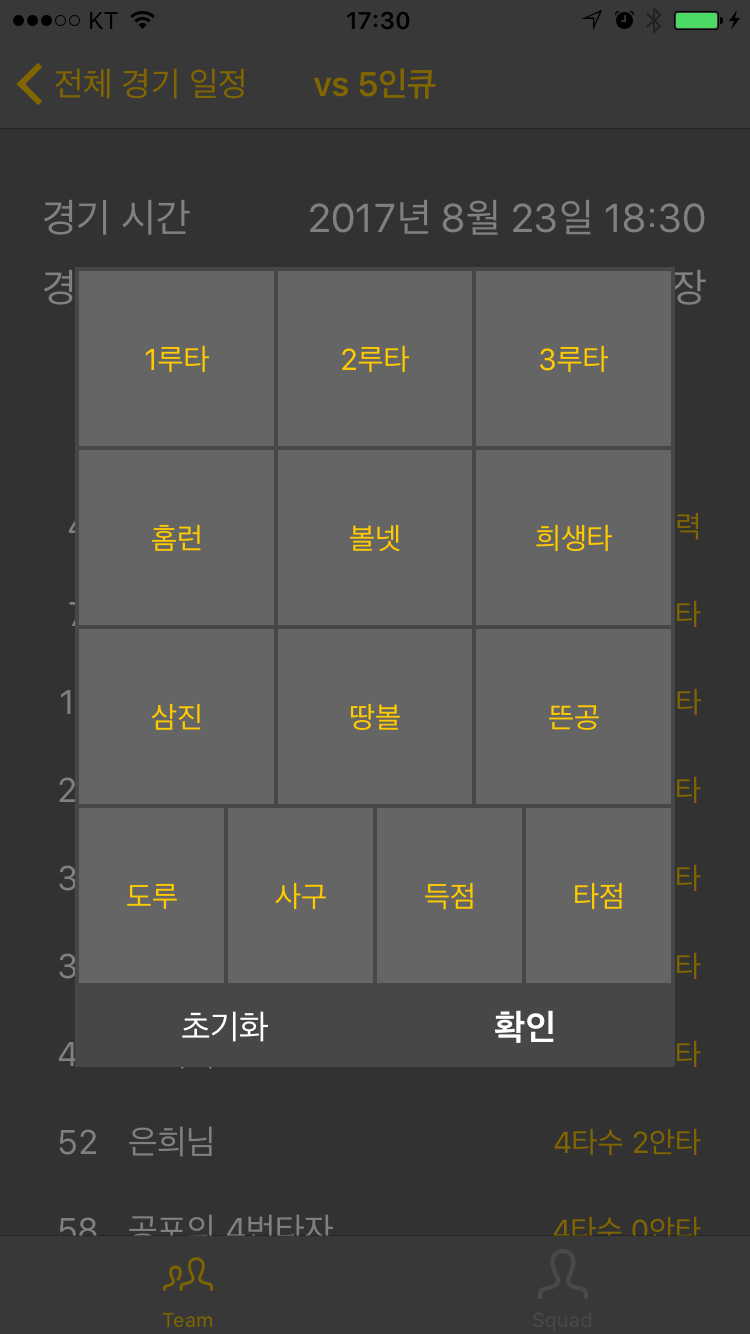 KT 17:30
전체 경기 일정 vs 5인큐
경기 시간 2017년 8월 23일 18:30
경 장
1루타 2루타 3루타
력
홈런 볼넷 희생타
7 타
1 타
삼진 땅볼 뜬공
2 타
3 타
도루 사구 득점 타점
3 타
초기화 확인
4 타
52 은희님 4타수 2안타
58 공포의 4번타자 4타수 0안타
Team Squad